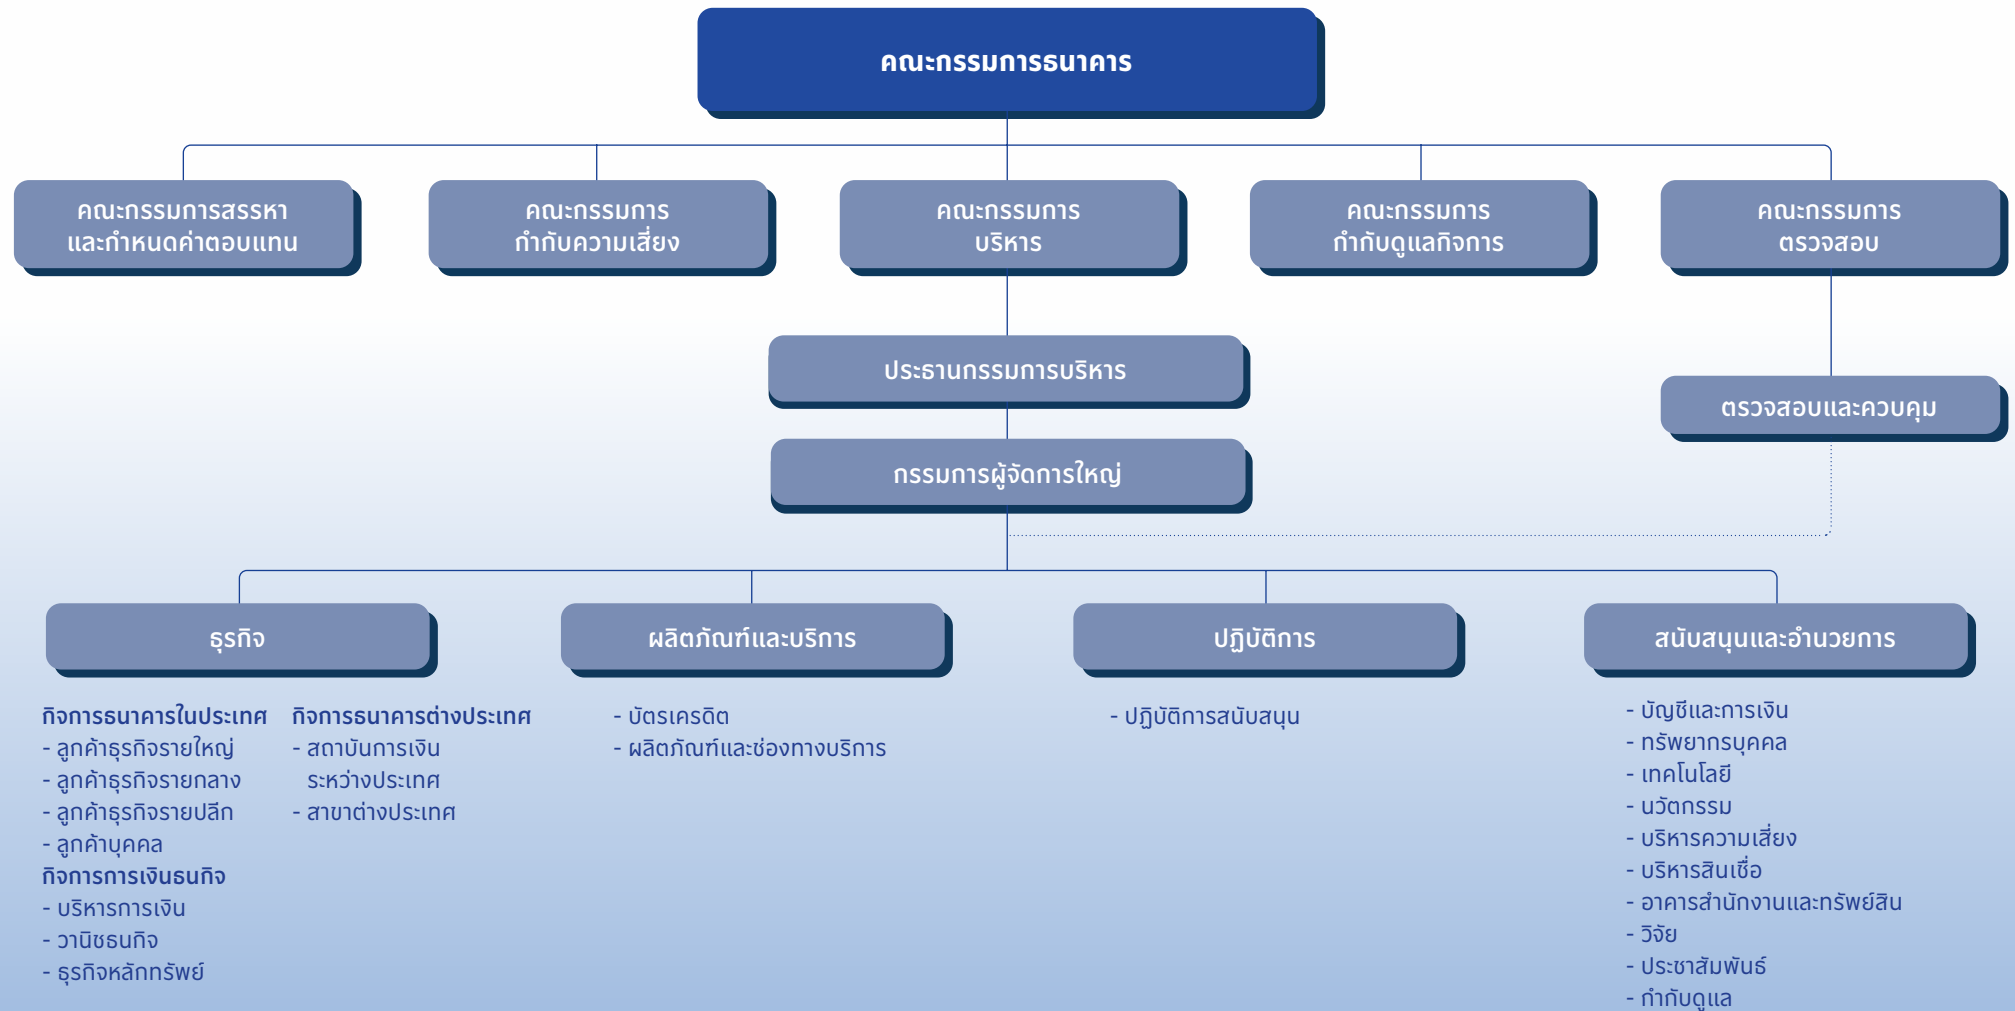 คณะกรรมการธนาคาร
คณะกรรมการสรรหา
และกำหนดค่าตอบแทน
คณะกรรมการ
กำกับความเสี่ยง
คณะกรรมการ
บริหาร
คณะกรรมการ
กำกับดูแลกิจการ
คณะกรรมการ
ตรวจสอบ
ประธานกรรมการบริหาร
ตรวจสอบและควบคุม
กรรมการผู้จัดการใหญ่
ธุรกิจ
กิจการธนาคารในประเทศ
- ลูกค้าธุรกิจรายใหญ่
- ลูกค้าธุรกิจรายกลาง
- ลูกค้าธุรกิจรายปลีก
- ลูกค้าบุคคล
กิจการการเงินธนกิจ
- บริหารการเงิน
- วานิชธนกิจ
- ธุรกิจหลักทรัพย์
กิจการธนาคารต่างประเทศ
- สถาบันการเงิน
ระหว่างประเทศ
- สาขาต่างประเทศ
ผลิตภัณฑ์และบริการ
- บัตรเครดิต
- ผลิตภัณฑ์และช่องทางบริการ
ปฏิบัติการ
- ปฏิบัติการสนับสนุน
สนับสนุนและอำนวยการ
- บัญชีและการเงิน
- ทรัพยากรบุคคล
- เทคโนโลยี
- นวัตกรรม
- บริหารความเสี่ยง
- บริหารสินเชื่อ
- อาคารสำนักงานและทรัพย์สิน
- วิจัย
- ประชาสัมพันธ์
- กำกับดูแล